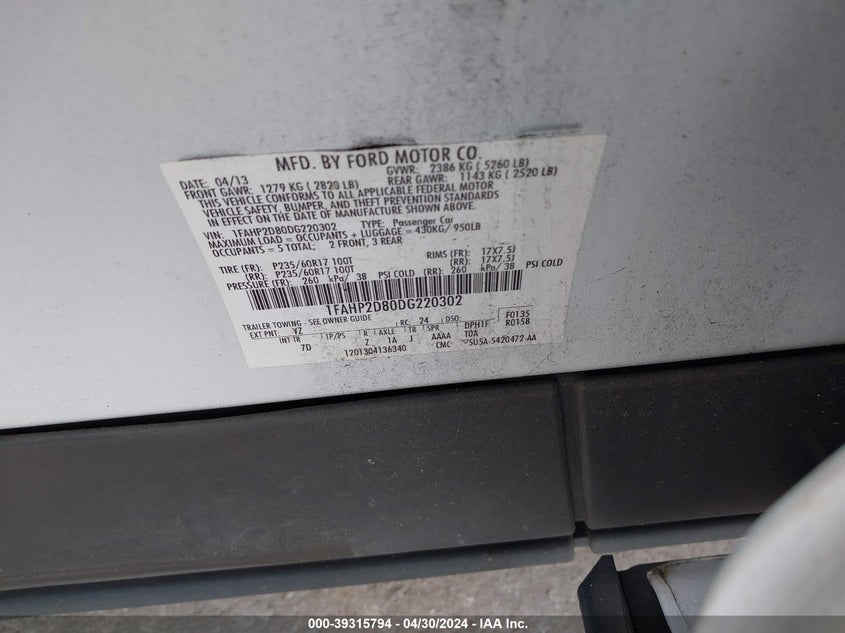 MFD. BY FORD MOTOR CO.
DATE: 04/13 GVWR: 2386 KG ( 5260 LB)
FRONT GAWR: 1279 KG ( 2820 LB) REAR GAWR: 1143 KG ( 2520 LB)
THIS VEHICLE CONFORMS TO ALL APPLICABLE FEDERAL MOTOR
VEHICLE SAFETY, BUMPER, AND THEFT PREVENTION STANDARDS
IN EFFECT ON THE DATE OF MANUFACTURE SHOWN ABOVE.
VIN: 1FAHP2D80DG220302 TYPE: Passenger Car
MAXIMUM LOAD = OCCUPANTS + LUGGAGE = 430KG/ 950LB
OCCUPANTS = 5 TOTAL; 2 FRONT, 3 REAR
TIRE (FR): P235/60R17 100T RIMS (FR): 17X7.5J
(RR): P235/60R17 100T (RR): 17X7.5J
PRESSURE (FR): 260 kPa/ 38 PSI COLD (RR): 260 kPa/ 38 PSI COLD
1FAHP2D80DG220302
TRAILER TOWING - SEE OWNER GUIDE F0135
EXT PNT: YZ RC: 24 DSO: R0158
INT TR TP/PS R AXLE TR SPR DPHTF
7D Z 1A J AAAA TOA
1201304136340 CMC 5U5A-5420472-AA
000-39315794 - 04/30/2024 - IAA Inc.